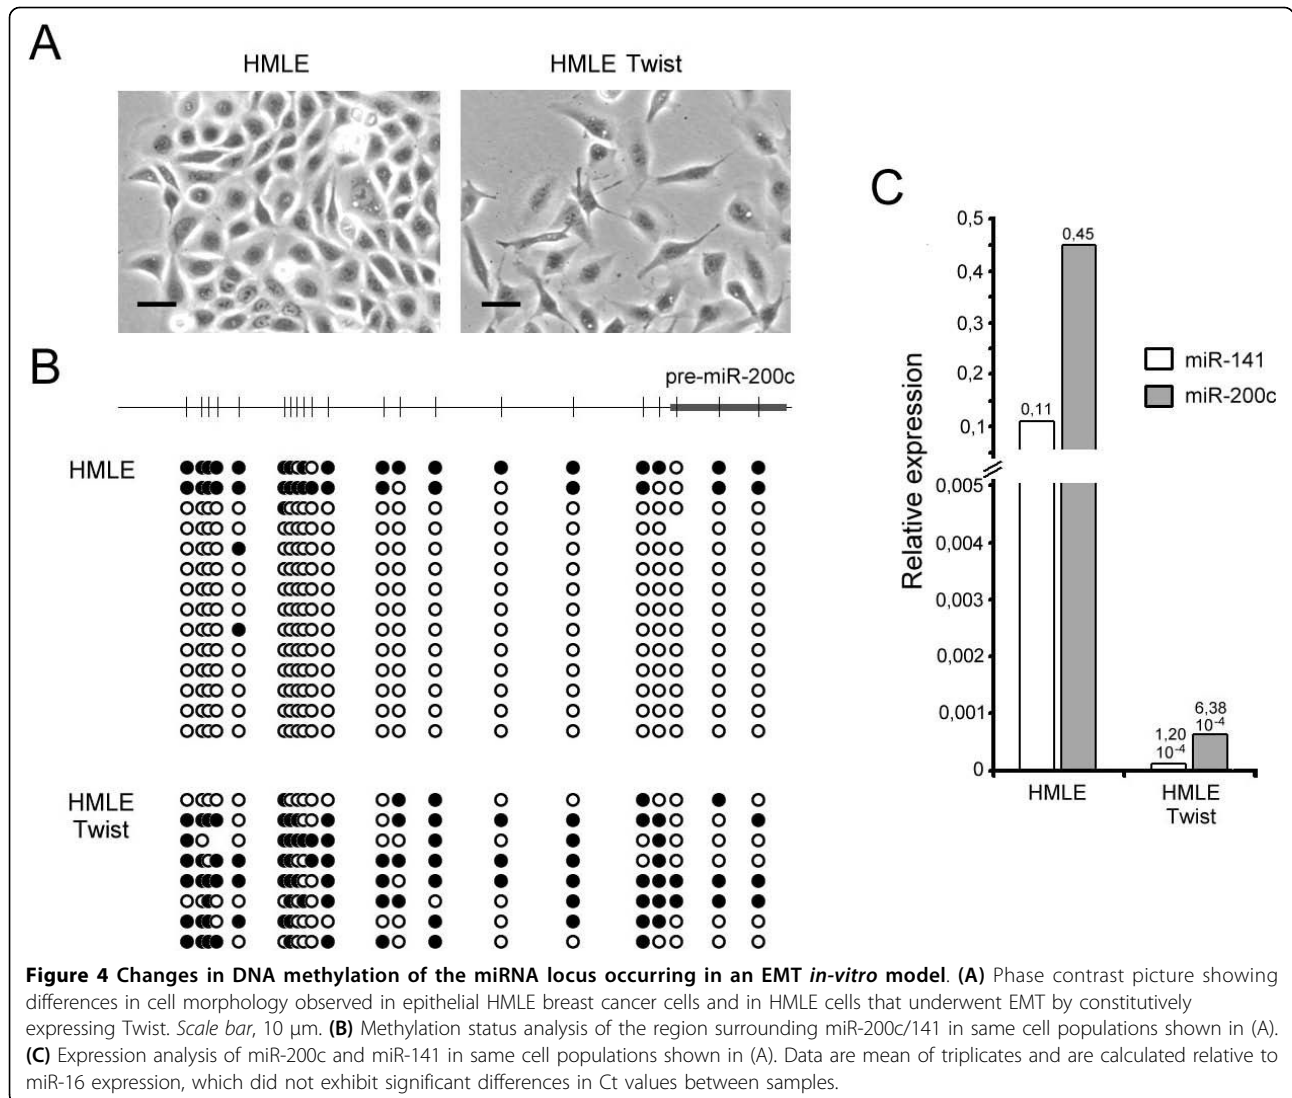 A
HMLE
HMLE Twist
B
pre-miR-200c
HMLE
HMLE
Twist
C
Relative expression
0,5
0,4
0,3
0,2
0,1
0,005
0,004
0,003
0,002
0,001
0
0,11
0,45
1,20
10-4
6,38
10-4
HMLE
HMLE
Twist
miR-141
miR-200c
Figure 4 Changes in DNA methylation of the miRNA locus occurring in an EMT in-vitro model. (A) Phase contrast picture showing
differences in cell morphology observed in epithelial HMLE breast cancer cells and in HMLE cells that underwent EMT by constitutively
expressing Twist. Scale bar, 10 μm. (B) Methylation status analysis of the region surrounding miR-200c/141 in same cell populations shown in (A).
(C) Expression analysis of miR-200c and miR-141 in same cell populations shown in (A). Data are mean of triplicates and are calculated relative to
miR-16 expression, which did not exhibit significant differences in Ct values between samples.